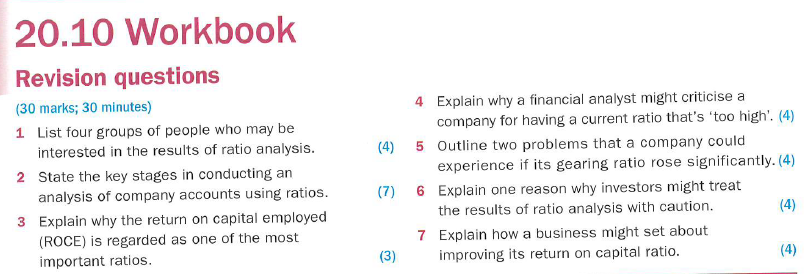 20.10 Workbook
Revision questions
(30 marks; 30 minutes)
1 List four groups of people who may be
interested in the results of ratio analysis. (4)
2 State the key stages in conducting an
analysis of company accounts using ratios. (7)
3 Explain why the return on capital employed
(ROCE) is regarded as one of the most
important ratios. (3)
4 Explain why a financial analyst might criticise a
company for having a current ratio that's 'too high'. (4)
5 Outline two problems that a company could
experience if its gearing ratio rose significantly. (4)
6 Explain one reason why investors might treat
the results of ratio analysis with caution. (4)
7 Explain how a business might set about
improving its return on capital ratio. (4)